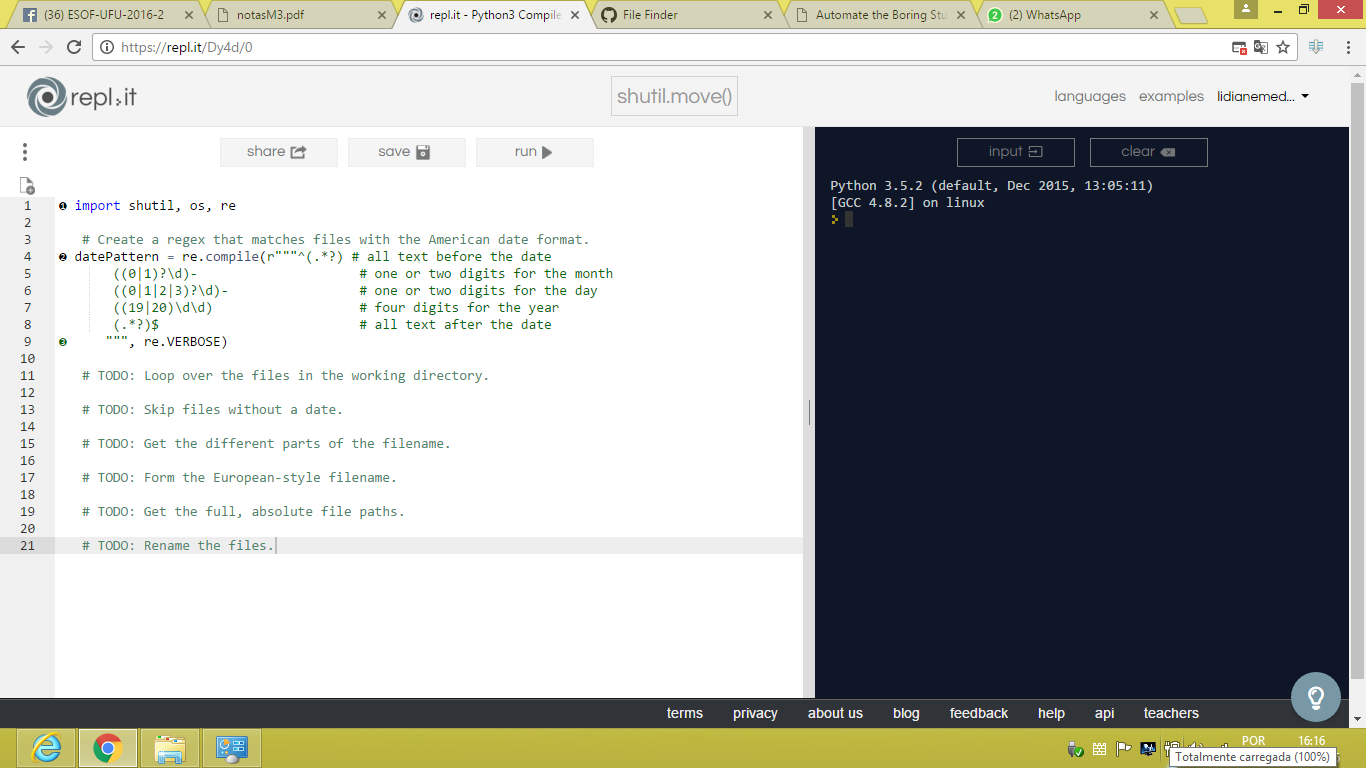 (36) ESOF-UFU-2016-2
notasM3.pdf
repl.it - Python3 Compile
File Finder
Automate the Boring Stu
(2) WhatsApp
https://repl.it/Dy4d/0
repl.it
shutil.move()
languages
examples
lidianemed...
share
save
run
input
clear
Python 3.5.2 (default, Dec 2015, 13:05:11)
[GCC 4.8.2] on linux
1 ❶ import shutil, os, re
2
3 # Create a regex that matches files with the American date format.
4 ❷ datePattern = re.compile(r"""^(.*?) # all text before the date
5 ((0|1)?\d)- # one or two digits for the month
6 ((0|1|2|3)?\d)- # one or two digits for the day
7 ((19|20)\d\d) # four digits for the year
8 (.*?)$ # all text after the date
9 ❸ """, re.VERBOSE)
10
11 # TODO: Loop over the files in the working directory.
12
13 # TODO: Skip files without a date.
14
15 # TODO: Get the different parts of the filename.
16
17 # TODO: Form the European-style filename.
18
19 # TODO: Get the full, absolute file paths.
20
21 # TODO: Rename the files.
terms
privacy
about us
blog
feedback
help
api
teachers
POR
16:16
Totalmente carregada (100%)